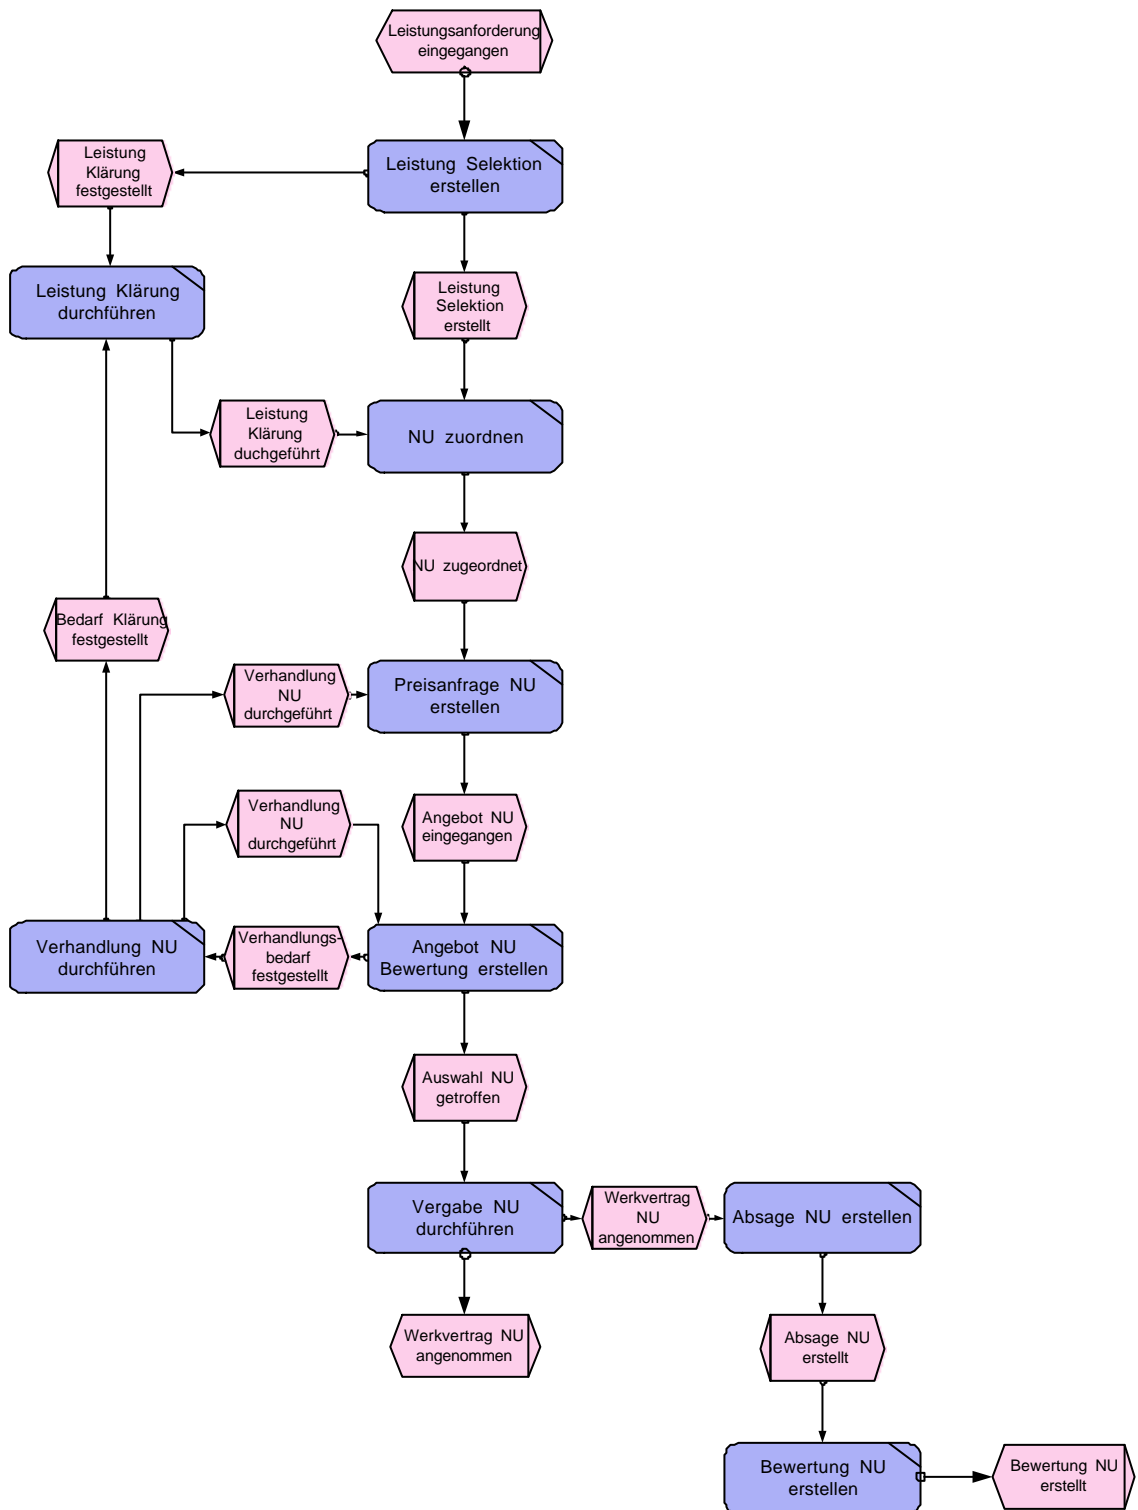 Leistungsanforderung
eingegangen
Leistung
Klärung
festgestellt
Leistung Selektion
erstellen
Leistung Klärung
durchführen
Leistung
Selektion
erstellt
Leistung
Klärung
duchgeführt
NU zuordnen
NU zugeordnet
Bedarf Klärung
festgestellt
Verhandlung
NU
durchgeführt
Preisanfrage NU
erstellen
Verhandlung
NU
durchgeführt
Angebot NU
eingegangen
Verhandlung NU
durchführen
Verhandlungs-
bedarf
festgestellt
Angebot NU
Bewertung erstellen
Auswahl NU
getroffen
Vergabe NU
durchführen
Werkvertrag
NU
angenommen
Absage NU erstellen
Werkvertrag NU
angenommen
Absage NU
erstellt
Bewertung NU
erstellen
Bewertung NU
erstellt